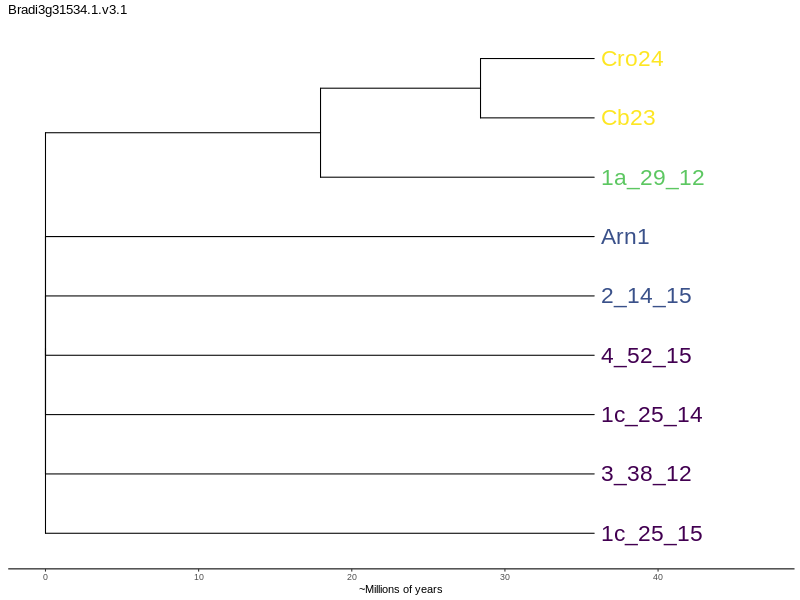 Bradi3g31534.1.v3.1
Cro24
Cb23
1a_29_12
Arn1
2_14_15
4_52_15
1c_25_14
3_38_12
1c_25_15
0 10 20 30 40
~Millions of years